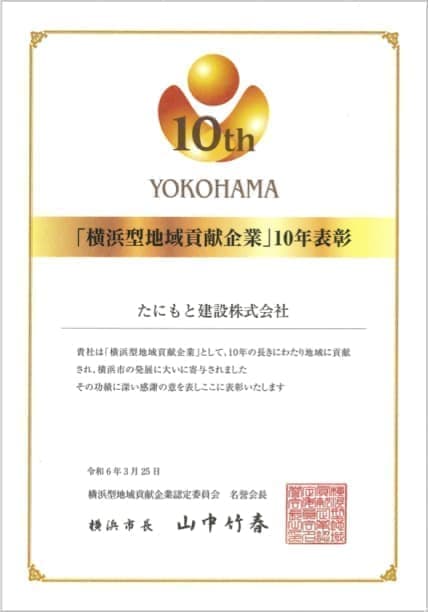 10th
YOKOHAMA
「横浜型地域貢献企業」10年表彰
たにもと建設株式会社
貴社は「横浜型地域貢献企業」として、10年の長きにわたり地域に貢献
され、横浜市の発展に大いに寄与されました
その功績に深い感謝の意を表しここに表彰いたします
令和6年3月25日
横浜型地域貢献企業認定委員会　名誉会長
横浜市長　山中竹春